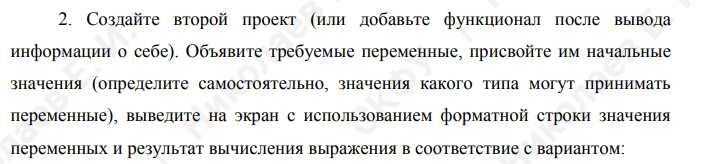 2. Создайте второй проект (или добавьте функционал после вывода
информации о себе). Объявите требуемые переменные, присвойте им начальные
значения (определите самостоятельно, значения какого типа могут принимать
переменные), выведите на экран с использованием форматной строки значения
переменных и результат вычисления выражения в соответствие с вариантом: